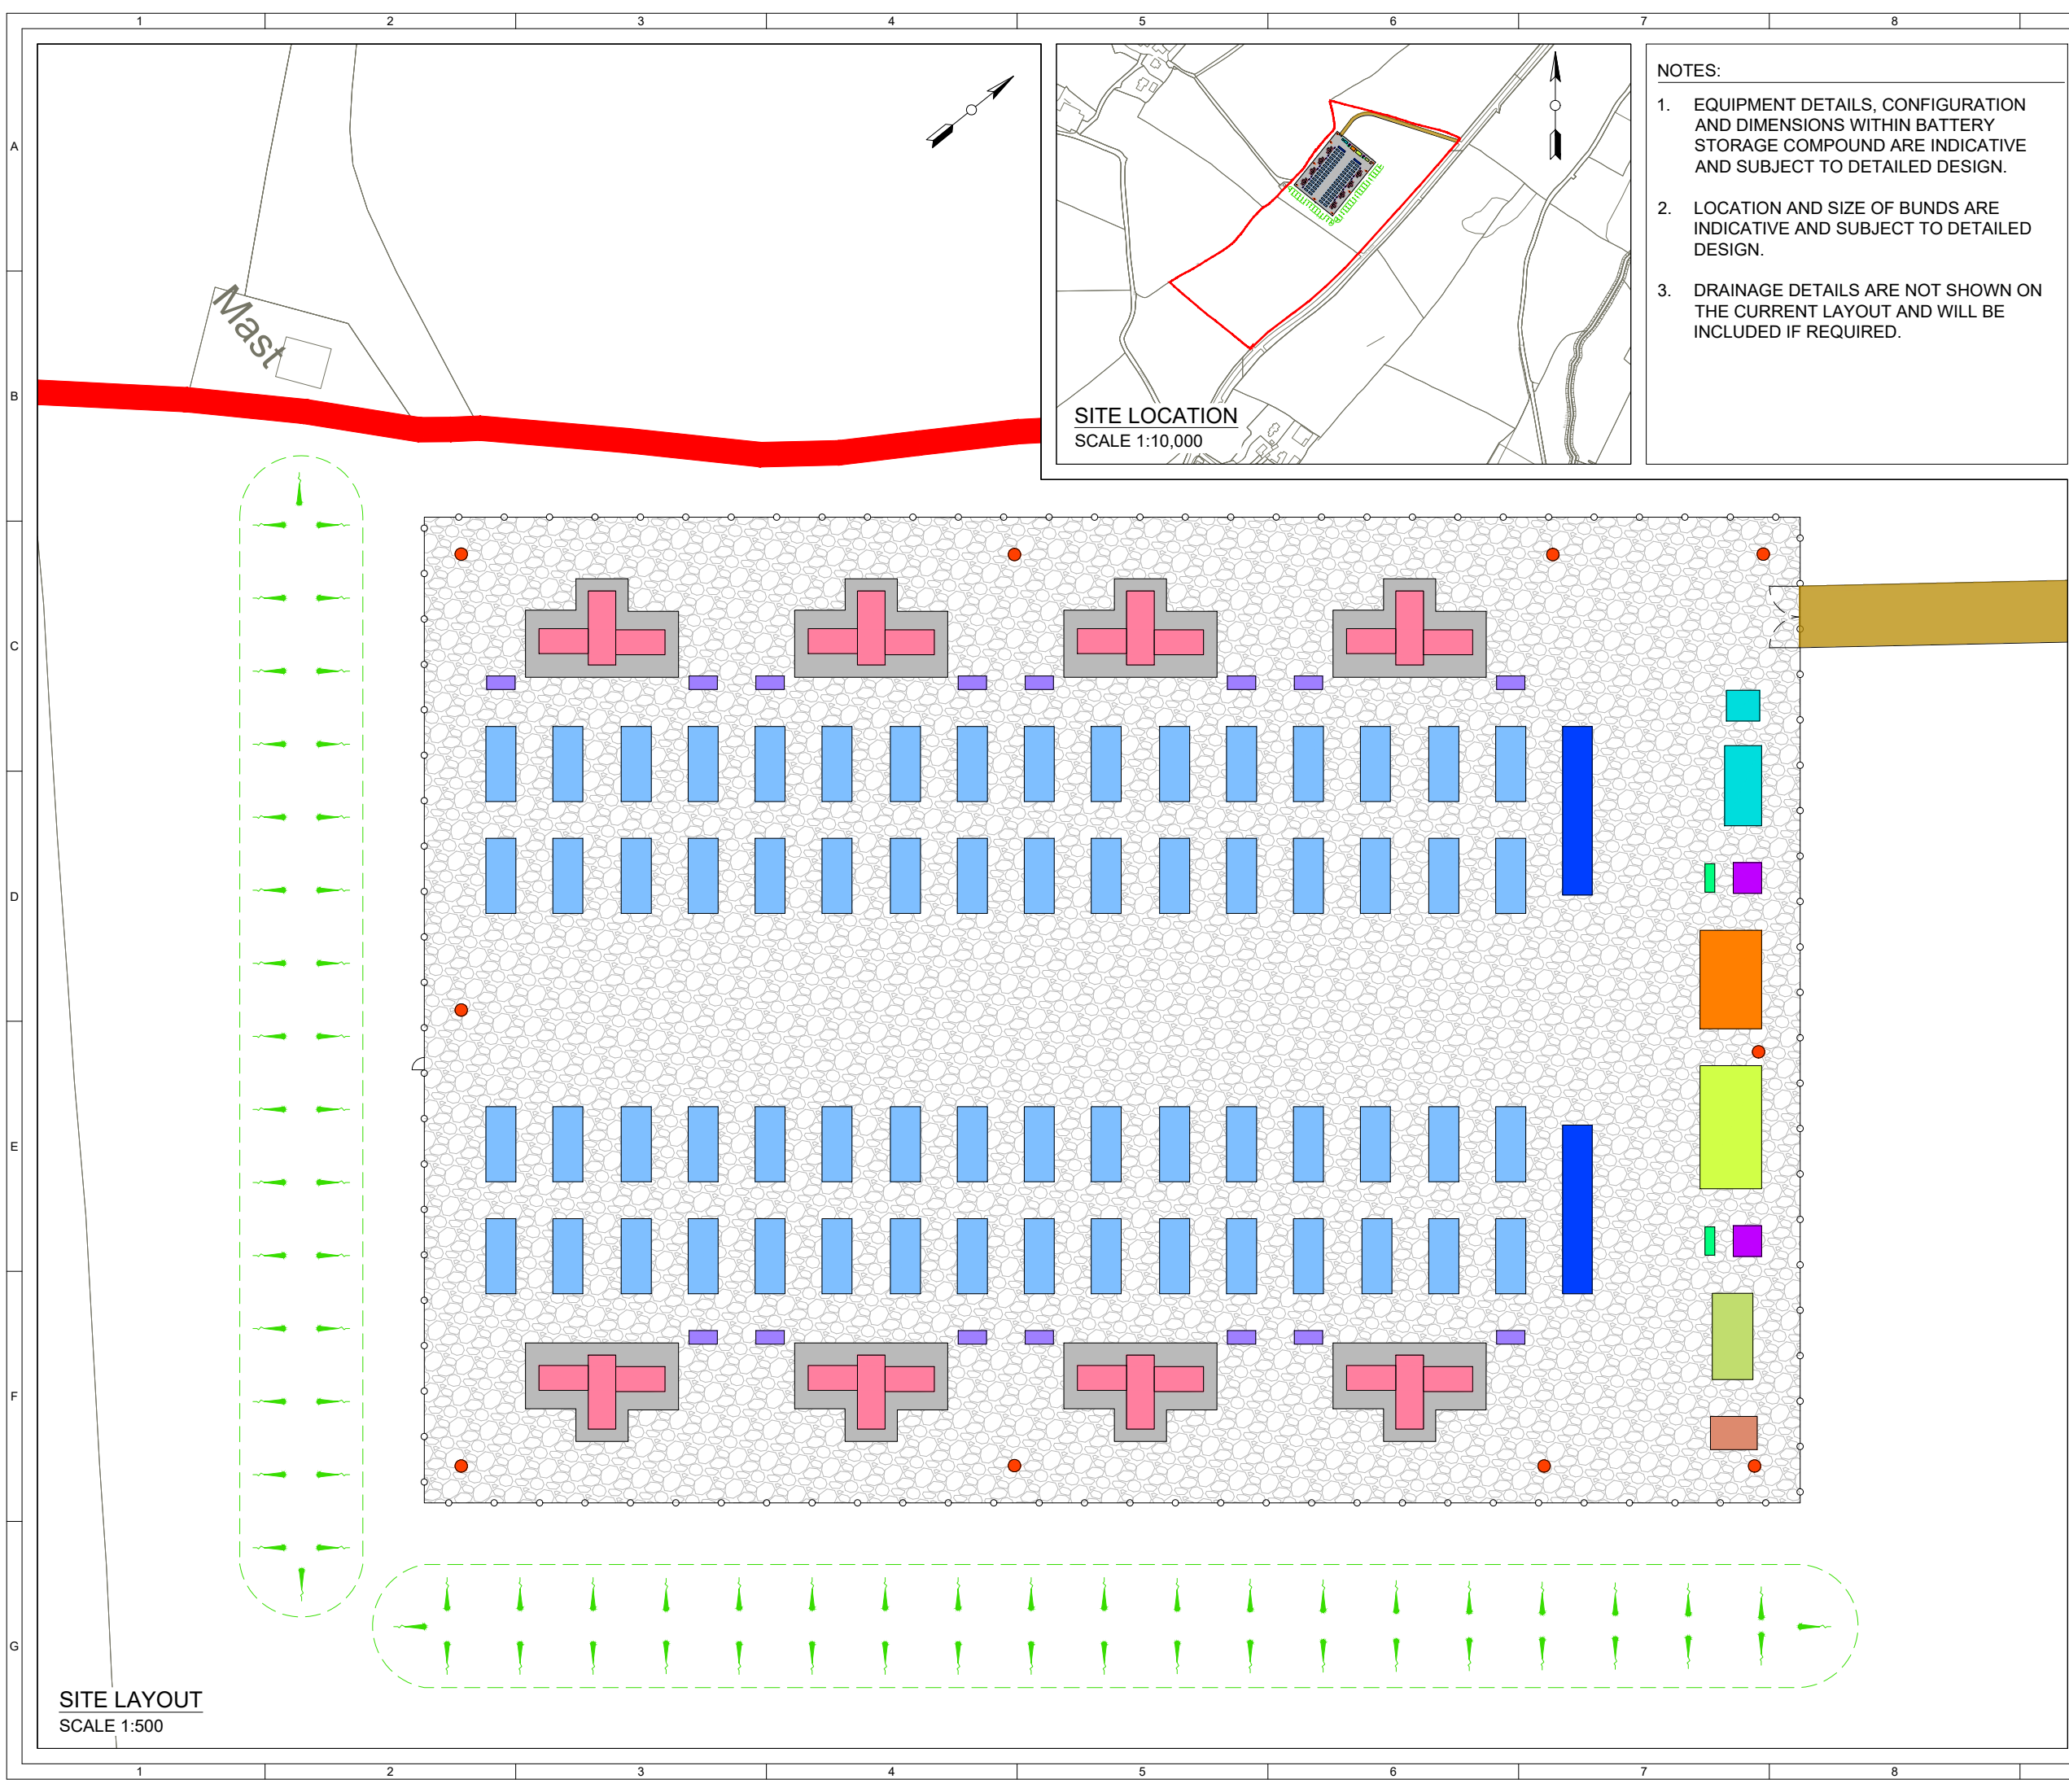 1 2 3 4 5 6 7 8
A
B
C
D
E
F
G
Mast
SITE LOCATION
SCALE 1:10,000
NOTES:
1. EQUIPMENT DETAILS, CONFIGURATION
AND DIMENSIONS WITHIN BATTERY
STORAGE COMPOUND ARE INDICATIVE
AND SUBJECT TO DETAILED DESIGN.
2. LOCATION AND SIZE OF BUNDS ARE
INDICATIVE AND SUBJECT TO DETAILED
DESIGN.
3. DRAINAGE DETAILS ARE NOT SHOWN ON
THE CURRENT LAYOUT AND WILL BE
INCLUDED IF REQUIRED.
SITE LAYOUT
SCALE 1:500
1 2 3 4 5 6 7 8